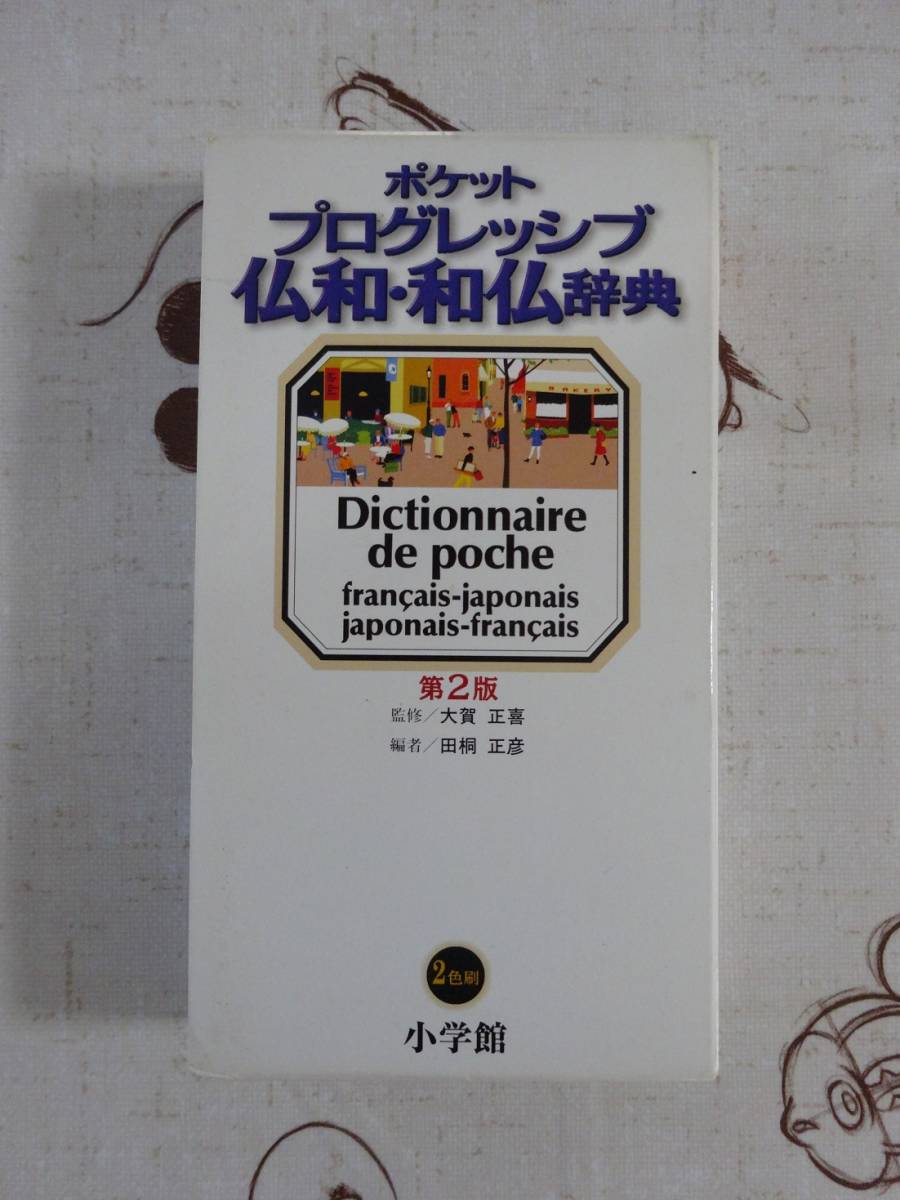 ポケット
プログレッシブ
仏和・和仏辞典
BAKERY
Dictionnaire
de poche
français-japonais
japonais-français
第2版
監修／大賀 正喜
編者／田桐 正彦
2色刷
小学館